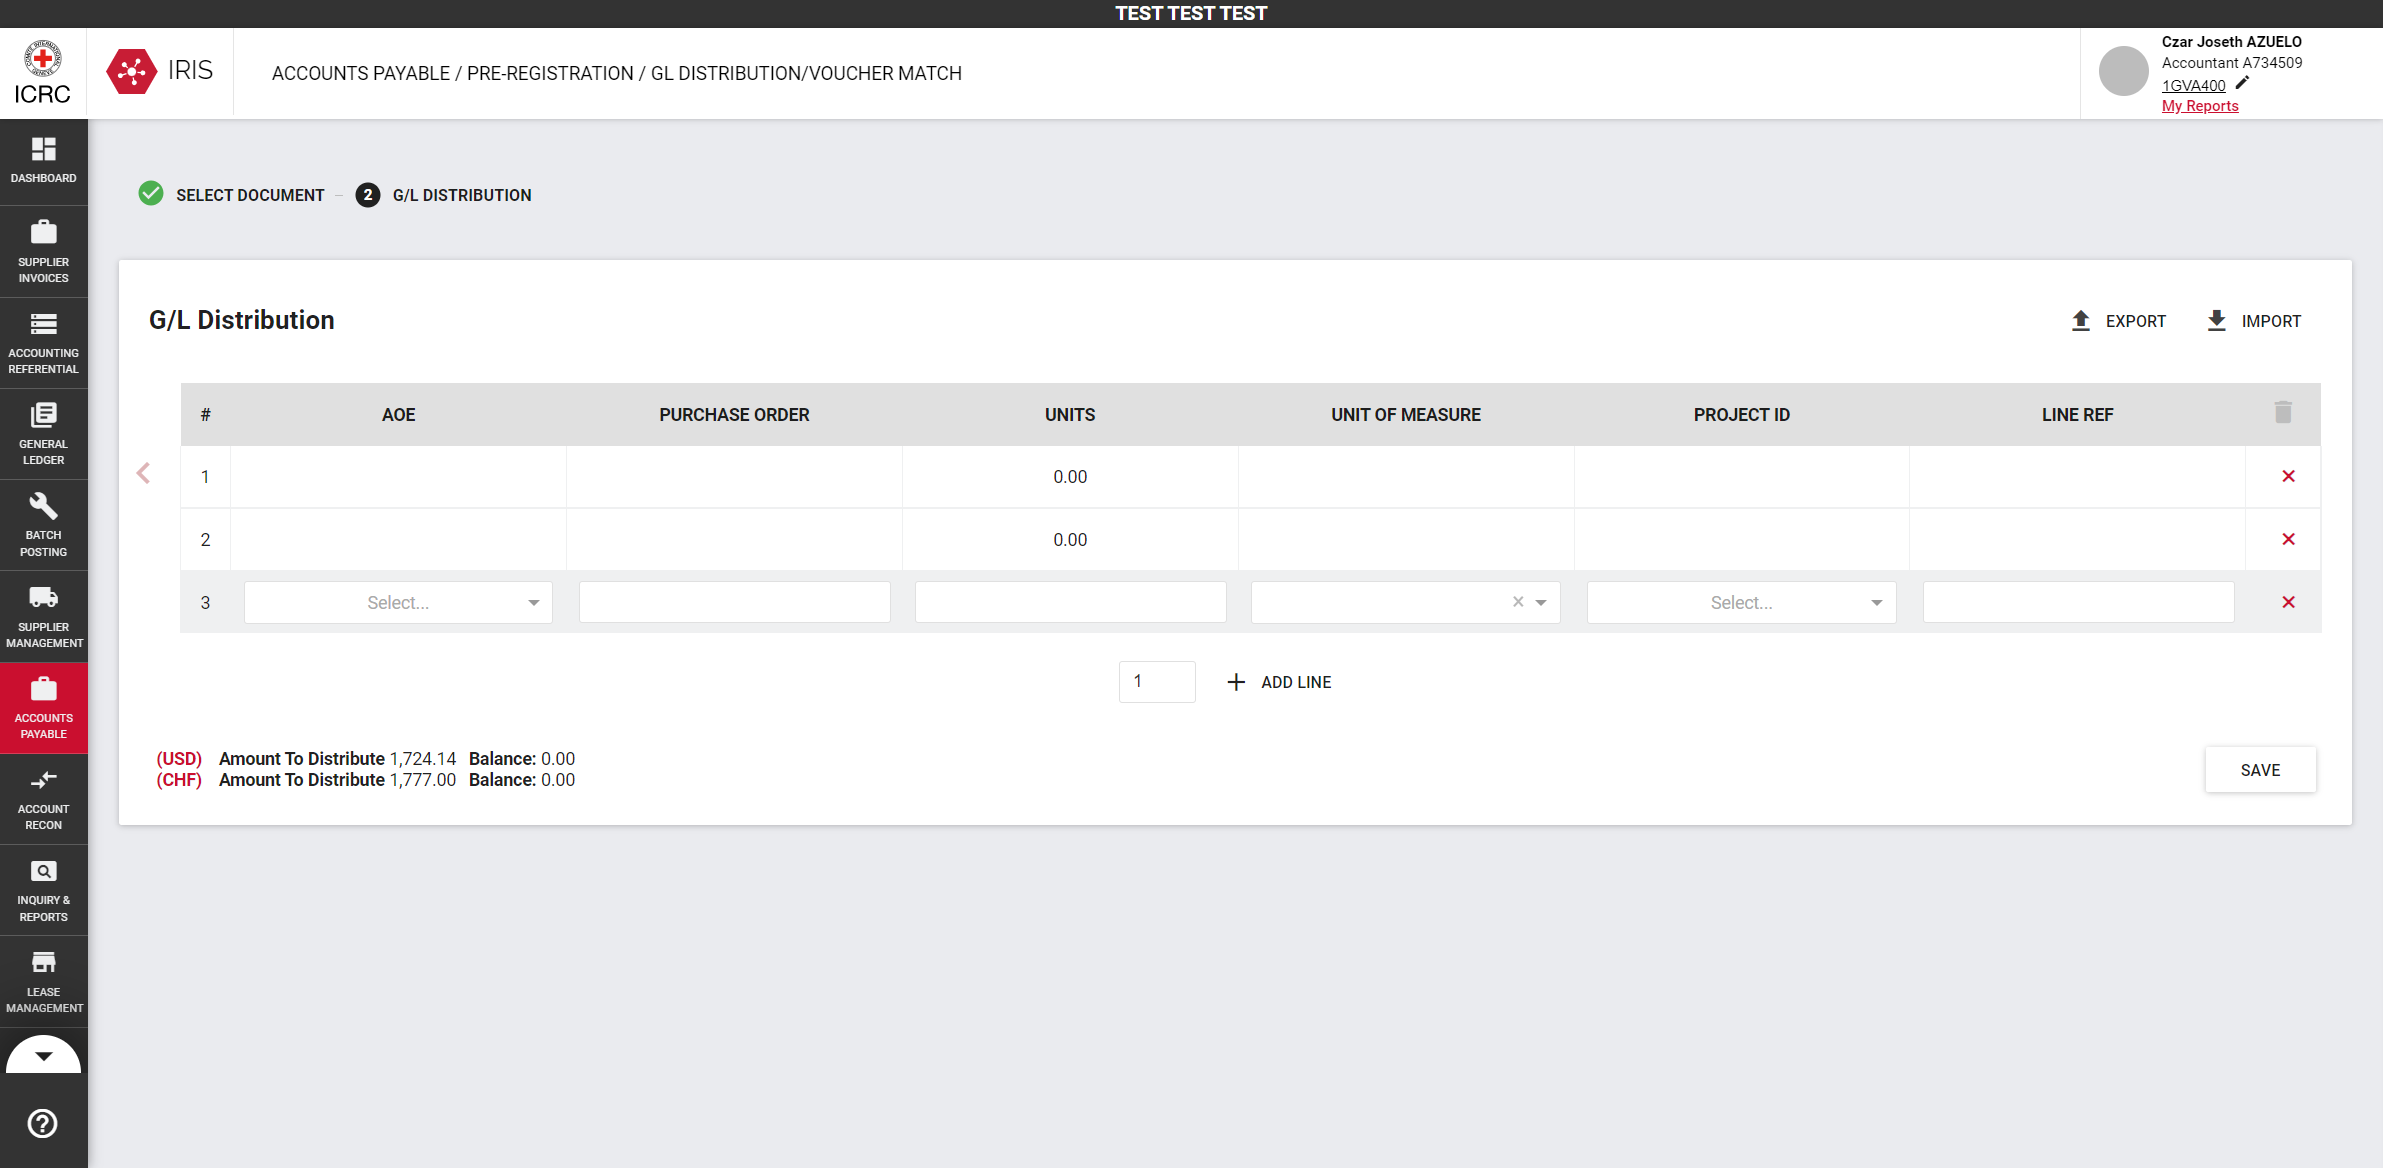 TEST TEST TEST
ICRC
IRIS
ACCOUNTS PAYABLE / PRE-REGISTRATION / GL DISTRIBUTION/VOUCHER MATCH
Czar Joseth AZUELO
Accountant A734509
1GVA400
My Reports
DASHBOARD
SUPPLIER
INVOICES
ACCOUNTING
REFERENTIAL
GENERAL
LEDGER
BATCH
POSTING
SUPPLIER
MANAGEMENT
ACCOUNTS
PAYABLE
ACCOUNT
RECON
INQUIRY &
REPORTS
LEASE
MANAGEMENT
SELECT DOCUMENT
2 G/L DISTRIBUTION
G/L Distribution
EXPORT IMPORT
# AOE PURCHASE ORDER UNITS UNIT OF MEASURE PROJECT ID LINE REF
1 0.00
2 0.00
3 Select... Select...
1 ADD LINE
(USD) Amount To Distribute 1,724.14 Balance: 0.00
(CHF) Amount To Distribute 1,777.00 Balance: 0.00
SAVE